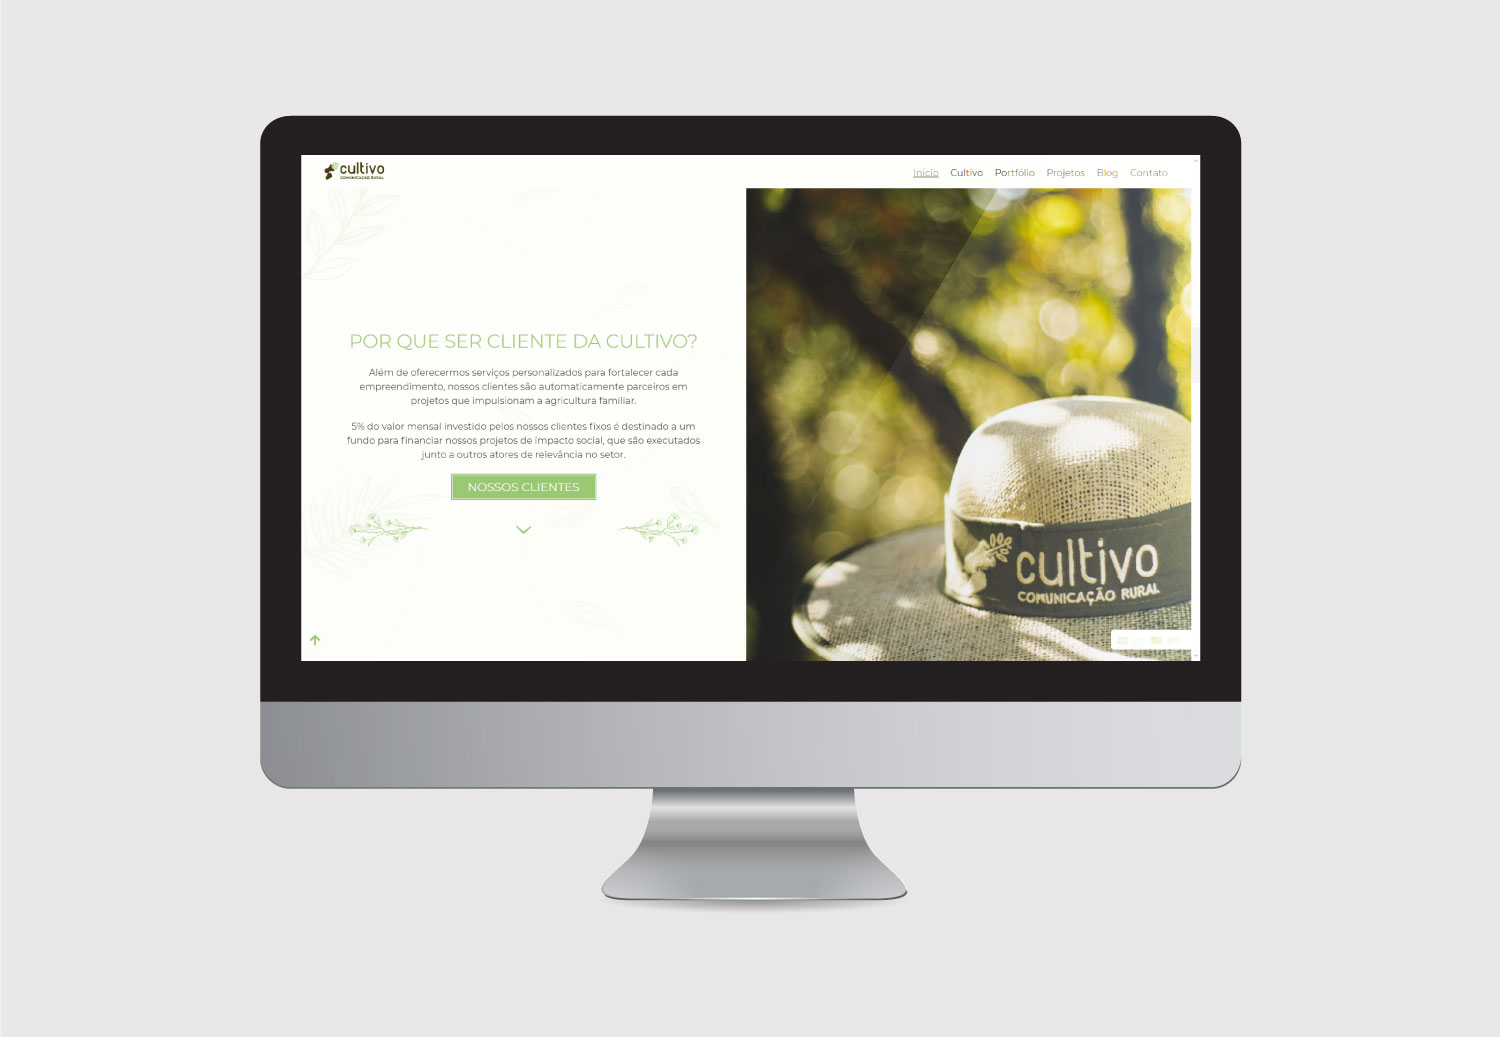 cultivo
COMUNICAÇÃO RURAL
Início Cultivo Portfólio Projetos Blog Contato
POR QUE SER CLIENTE DA CULTIVO?
Além de oferecermos serviços personalizados para fortalecer cada
empreendimento, nossos clientes são automaticamente parceiros em
projetos que impulsionam a agricultura familiar.
5% do valor mensal investido pelos nossos clientes fixos é destinado a um
fundo para financiar nossos projetos de impacto social, que são executados
junto a outros atores de relevância no setor.
NOSSOS CLIENTES
cultivo
COMUNICAÇÃO RURAL
pt en